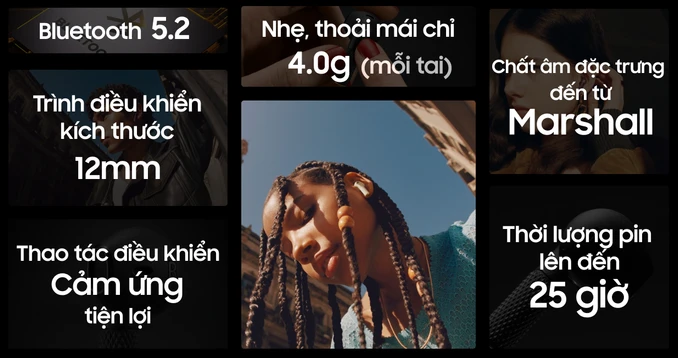 Bluetooth 5.2
Trình điều khiển
kích thước
12mm
Thao tác điều khiển
Cảm ứng
tiện lợi
Nhẹ, thoải mái chỉ
4.0g (mỗi tai)
Chất âm đặc trưng
đến từ
Marshall
Thời lượng pin
lên đến
25 giờ